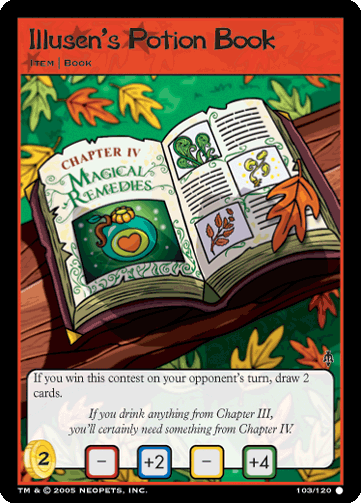 Illusen's Potion Book
Item | Book
CHAPTER IV
MAGICAL
REMEDIES
If you win this contest on your opponent's turn, draw 2
cards.
If you drink anything from Chapter III,
you'll certainly need something from Chapter IV.
2
– +2 – +4
TM & © 2005 NEOPETS, INC.
103/120